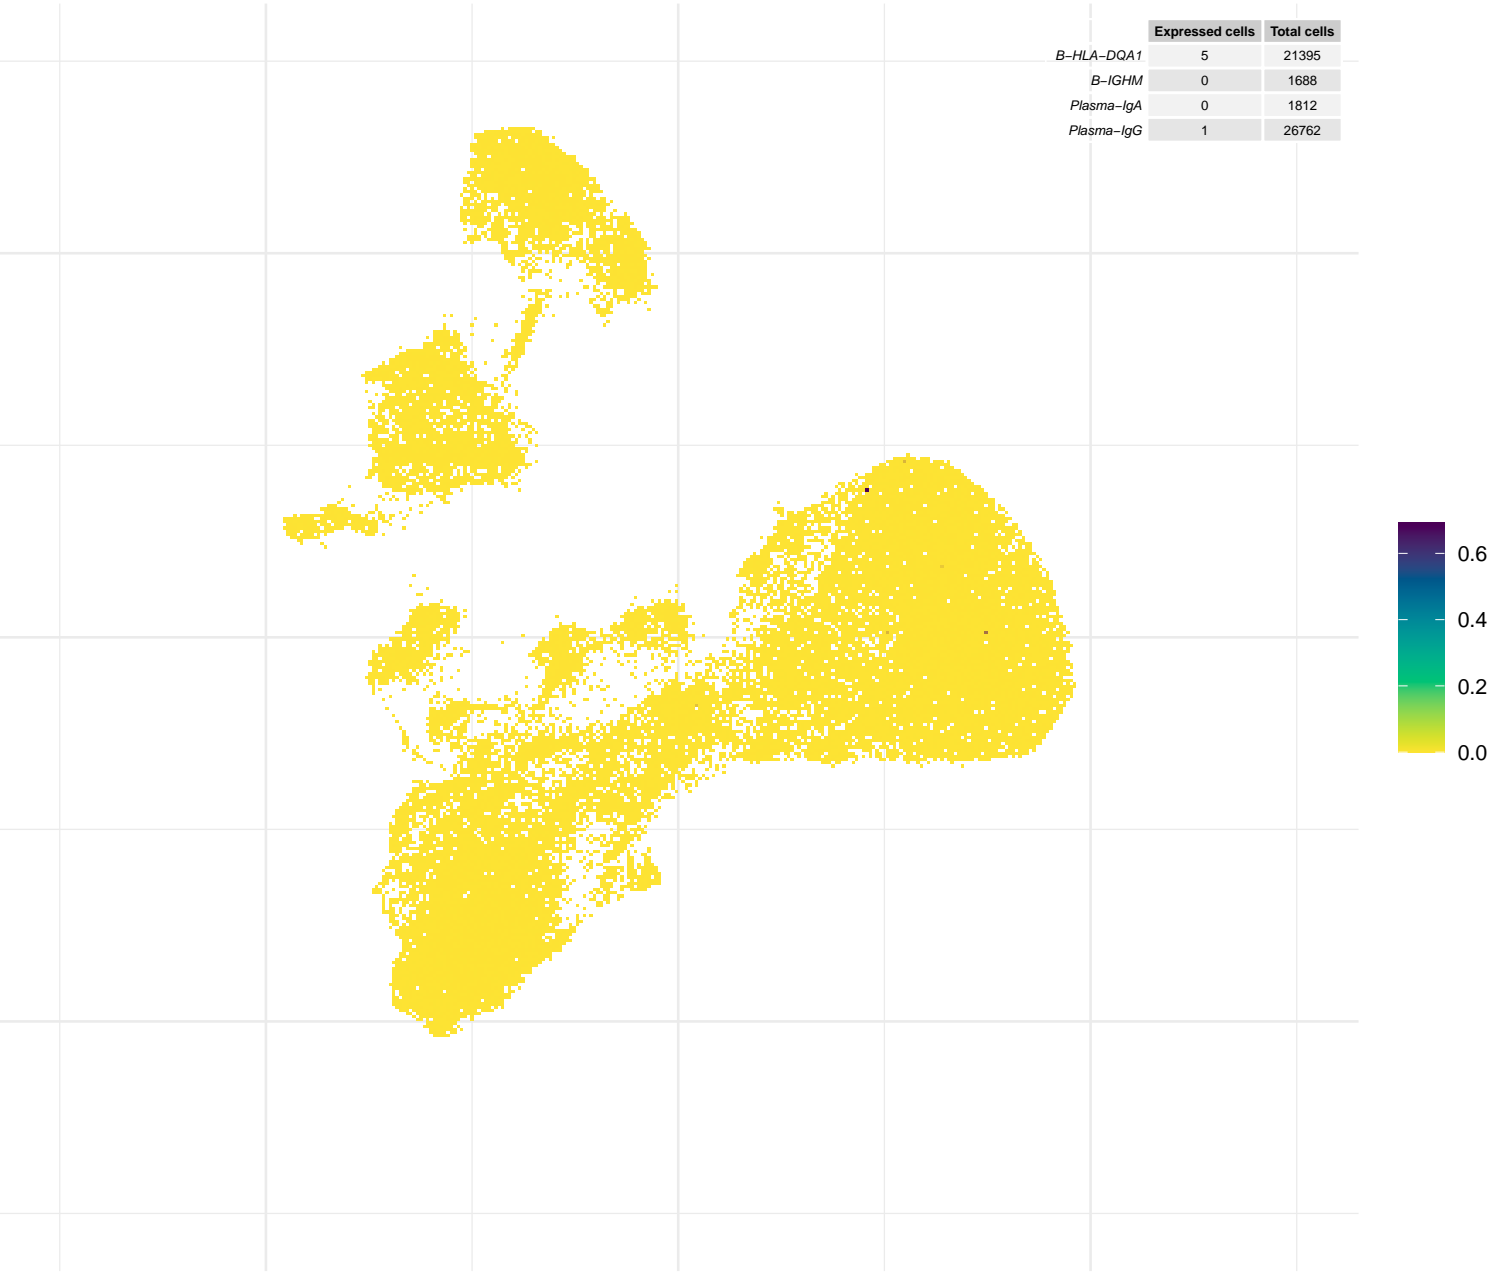 Expressed cells Total cells
B−HLA−DQA1 5 21395
B−IGHM 0 1688
Plasma−IgA 0 1812
Plasma−IgG 1 26762
0.6
0.4
0.2
0.0